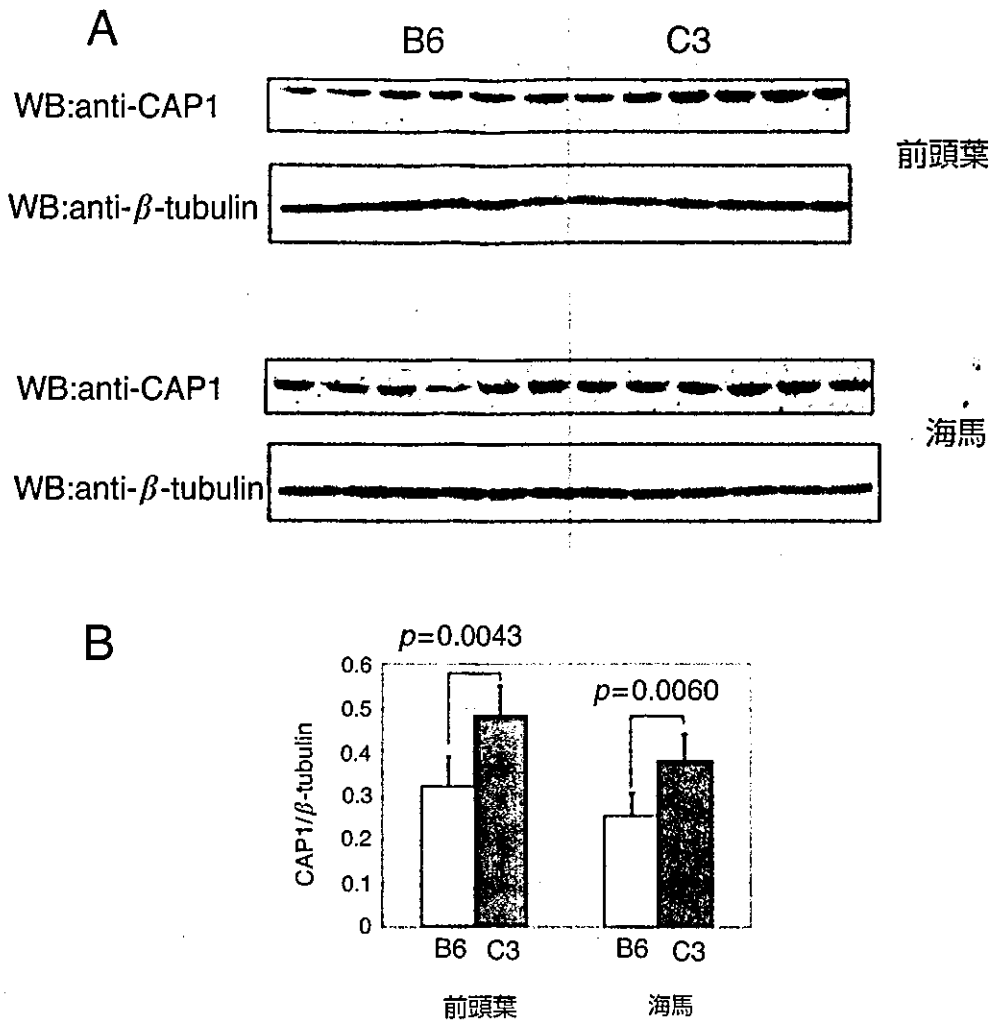 A
B6 C3
WB:anti-CAP1
前頭葉
WB:anti-β-tubulin
WB:anti-CAP1
海馬
WB:anti-β-tubulin
B
p=0.0043
p=0.0060
CAP1/β-tubulin
0.6
0.5
0.4
0.3
0.2
0.1
0
B6 C3 B6 C3
前頭葉 海馬